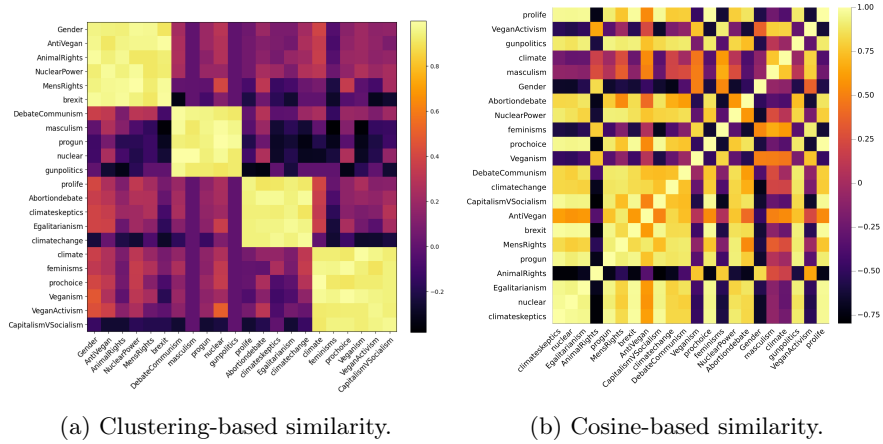 Gender
AntiVegan
AnimalRights
NuclearPower
MensRights
brexit
DebateCommunism
masculism
progun
nuclear
gunpolitics
prolife
Abortiondebate
climateskeptics
Egalitarianism
climatechange
climate
feminisms
prochoice
Veganism
VeganActivism
CapitalismVSocialism
Gender
AntiVegan
AnimalRights
NuclearPower
MensRights
brexit
DebateCommunism
masculism
progun
nuclear
gunpolitics
prolife
Abortiondebate
climateskeptics
Egalitarianism
climatechange
climate
feminisms
prochoice
Veganism
VeganActivism
CapitalismVSocialism
0.8
0.6
0.4
0.2
0.0
−0.2
(a) Clustering-based similarity.
prolife
VeganActivism
gunpolitics
climate
masculism
Gender
Abortiondebate
NuclearPower
feminisms
prochoice
Veganism
DebateCommunism
climatechange
CapitalismVSocialism
AntiVegan
brexit
MensRights
progun
AnimalRights
Egalitarianism
nuclear
climateskeptics
climateskeptics
nuclear
Egalitarianism
AnimalRights
progun
MensRights
brexit
AntiVegan
CapitalismVSocialism
climatechange
DebateCommunism
Veganism
prochoice
feminisms
NuclearPower
Abortiondebate
Gender
masculism
climate
gunpolitics
VeganActivism
prolife
1.00
0.75
0.50
0.25
0
−0.25
−0.50
−0.75
(b) Cosine-based similarity.